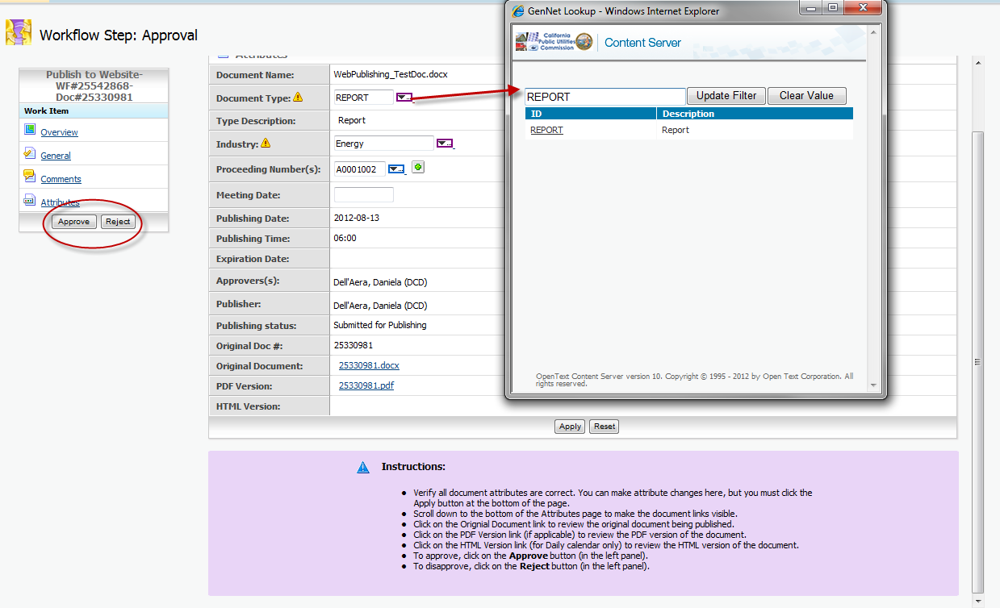 GenNet Lookup - Windows Internet Explorer
Workflow Step: Approval
California
Public Utilities
Commission
Content Server
Publish to Website-
WF#25542868-
Doc#25330981
Work Item
Overview
General
Comments
Attributes
Approve Reject
Attributes
Document Name: WebPublishing_TestDoc.docx
Document Type: REPORT
Type Description: Report
Industry: Energy
Proceeding Number(s): A0001002
Meeting Date:
Publishing Date: 2012-08-13
Publishing Time: 06:00
Expiration Date:
Approvers(s): Dell'Aera, Daniela (DCD)
Publisher: Dell'Aera, Daniela (DCD)
Publishing status: Submitted for Publishing
Original Doc #: 25330981
Original Document: 25330981.docx
PDF Version: 25330981.pdf
HTML Version:
Apply Reset
REPORT Update Filter Clear Value
ID Description
REPORT Report
OpenText Content Server version 10. Copyright © 1995 - 2012 by Open Text Corporation. All
rights reserved.
Instructions:
• Verify all document attributes are correct. You can make attribute changes here, but you must click the
Apply button at the bottom of the page.
• Scroll down to the bottom of the Attributes page to make the document links visible.
• Click on the Orignial Document link to review the original document being published.
• Click on the PDF Version link (if applicable) to review the PDF version of the document.
• Click on the HTML Version link (for Daily calendar only) to review the HTML version of the document.
• To approve, click on the Approve button (in the left panel).
• To disapprove, click on the Reject button (in the left panel).